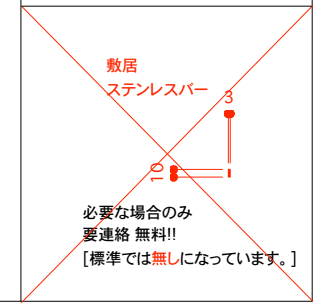 敷居
ステンレスバー
3
10
必要な場合のみ
要連絡 無料!!
[標準では無しになっています。]